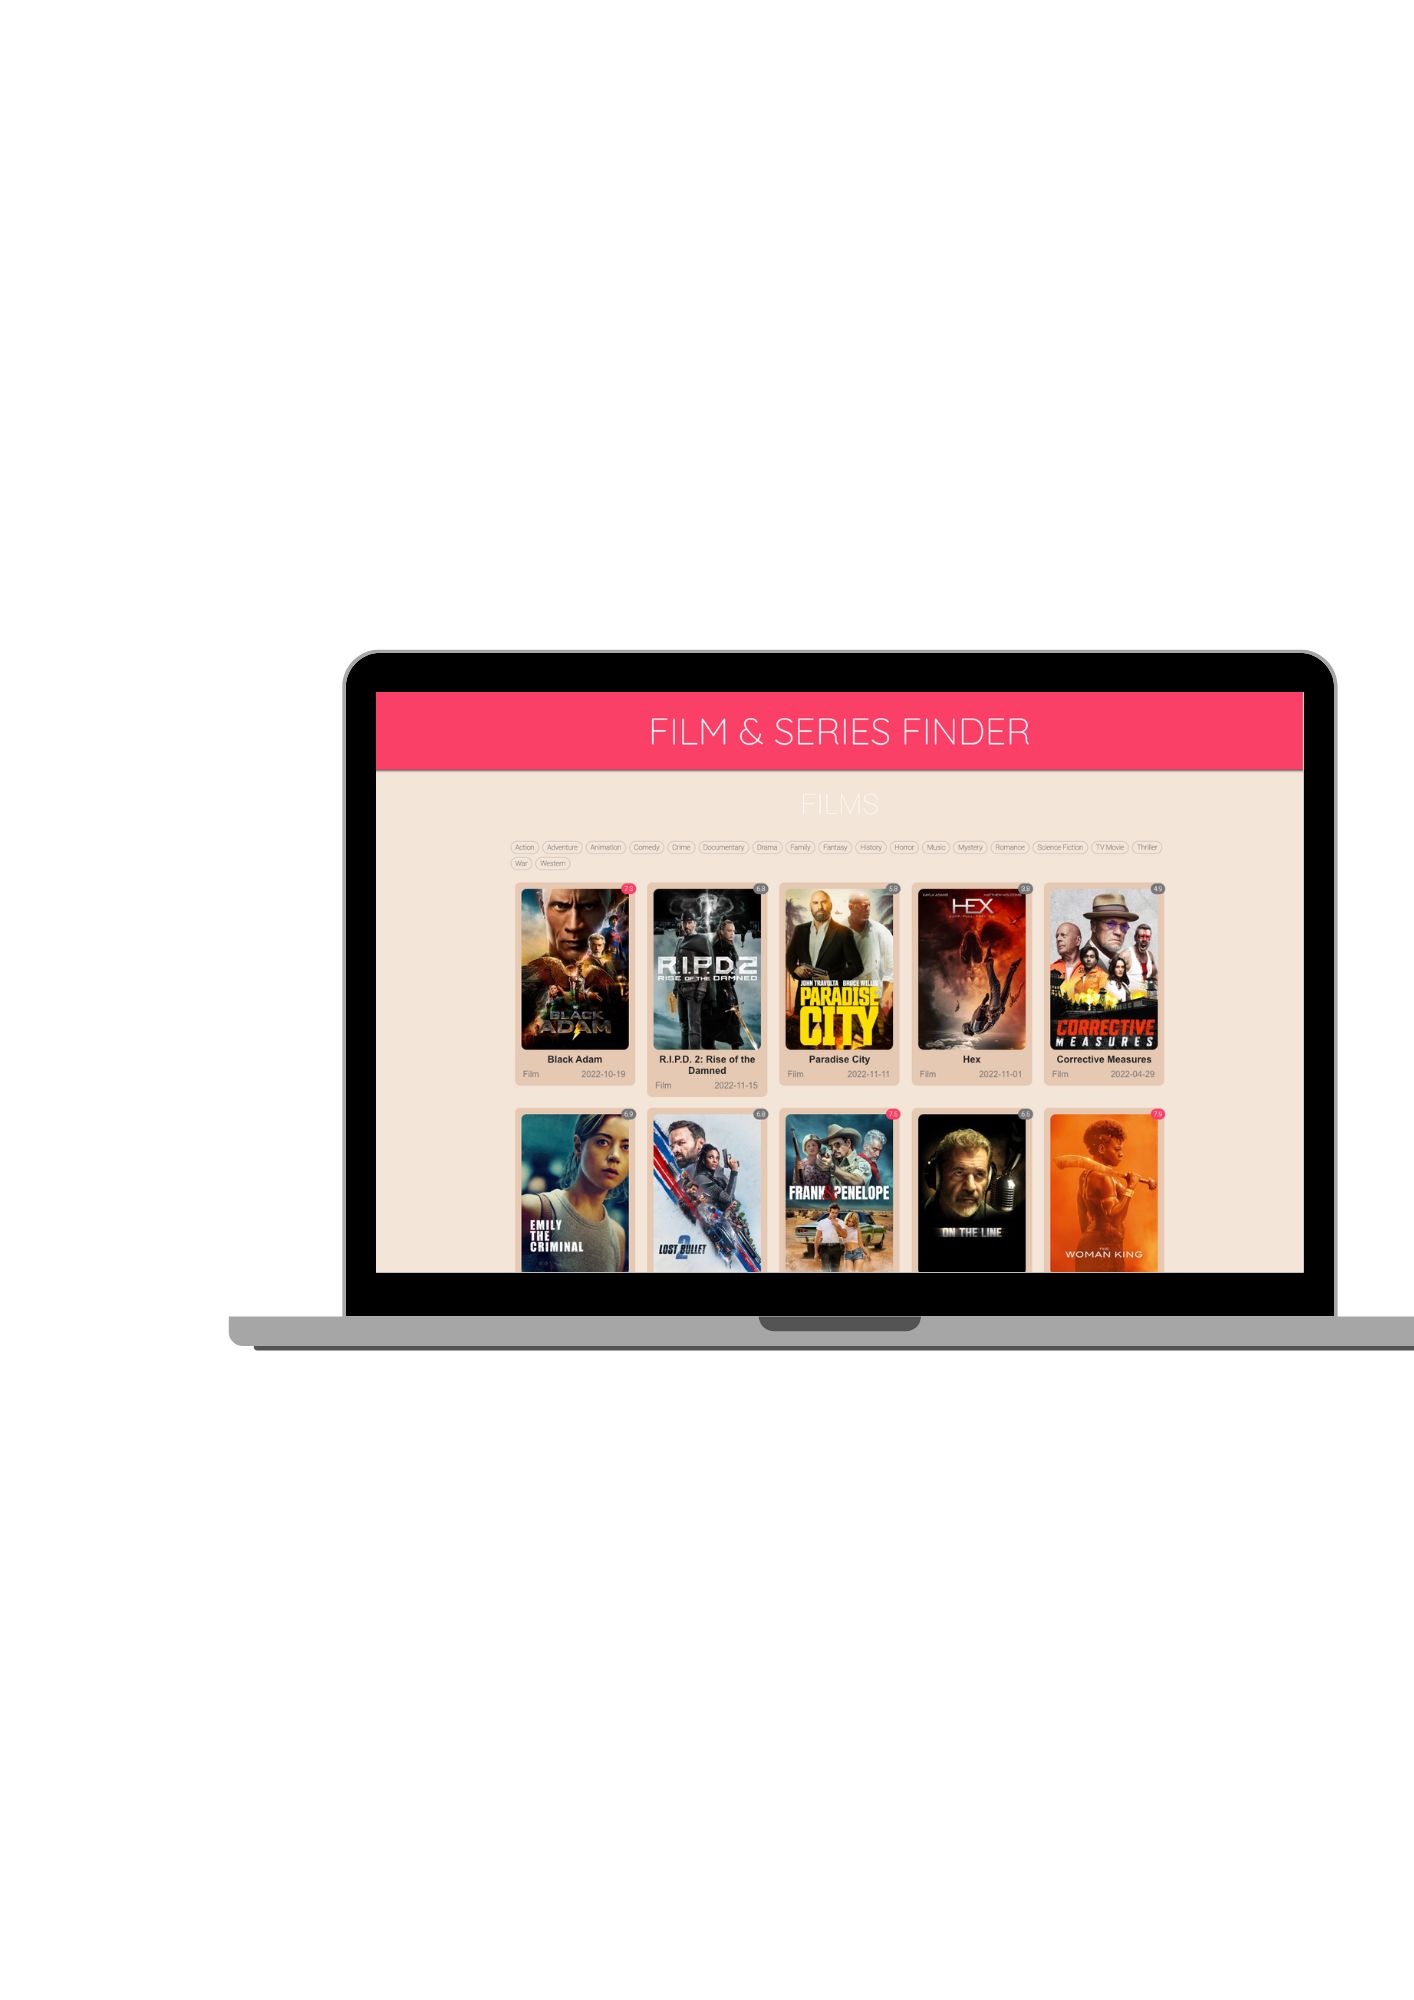 FILM & SERIES FINDER
FILMS
Action Adventure Animation Comedy Crime Documentary Drama Family Fantasy History Horror Music Mystery Romance Science Fiction TV Movie Thriller
War Western
7.3 6.8 5.8 3.8 4.9
BLACK
ADAM
R.I.P.D.2
RISE OF THE DAMNED
JOHN TRAVOLTA BRUCE WILLIS
PARADISE
CITY
HEX
CORRECTIVE
MEASURES
Black Adam
Film 2022-10-19
R.I.P.D. 2: Rise of the
Damned
Film 2022-11-15
Paradise City
Film 2022-11-11
Hex
Film 2022-11-01
Corrective Measures
Film 2022-04-29
6.9 6.8 7.5 6.5 7.9
EMILY
THE
CRIMINAL
LOST BULLET
2
FRANK & PENELOPE
ON THE LINE
THE
WOMAN KING